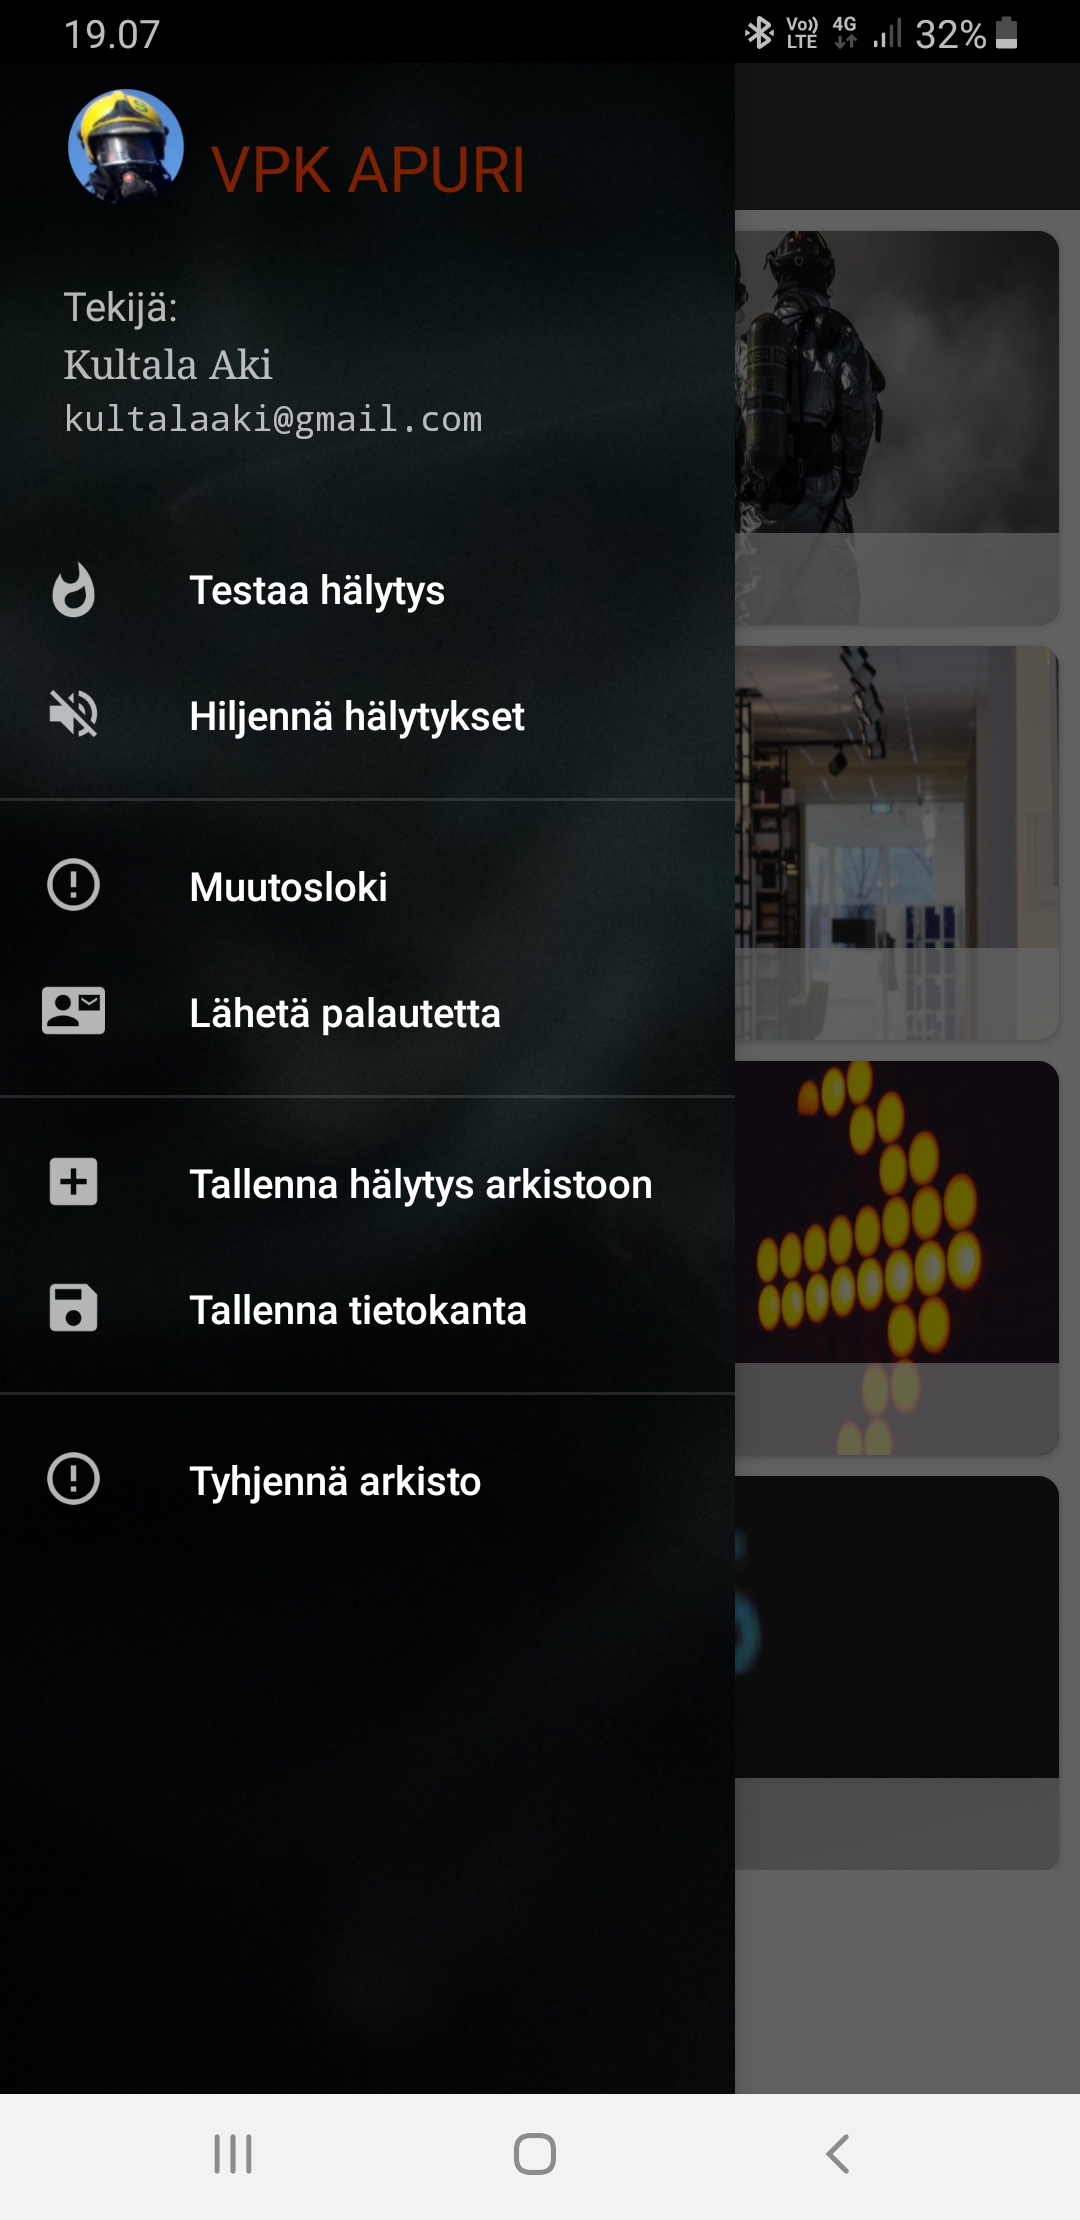 19.07
Vo)) LTE 4G 32%
VPK APURI
Tekijä:
Kultala Aki
kultalaaki@gmail.com
Testaa hälytys
Hiljennä hälytykset
Muutosloki
Lähetä palautetta
Tallenna hälytys arkistoon
Tallenna tietokanta
Tyhjennä arkisto